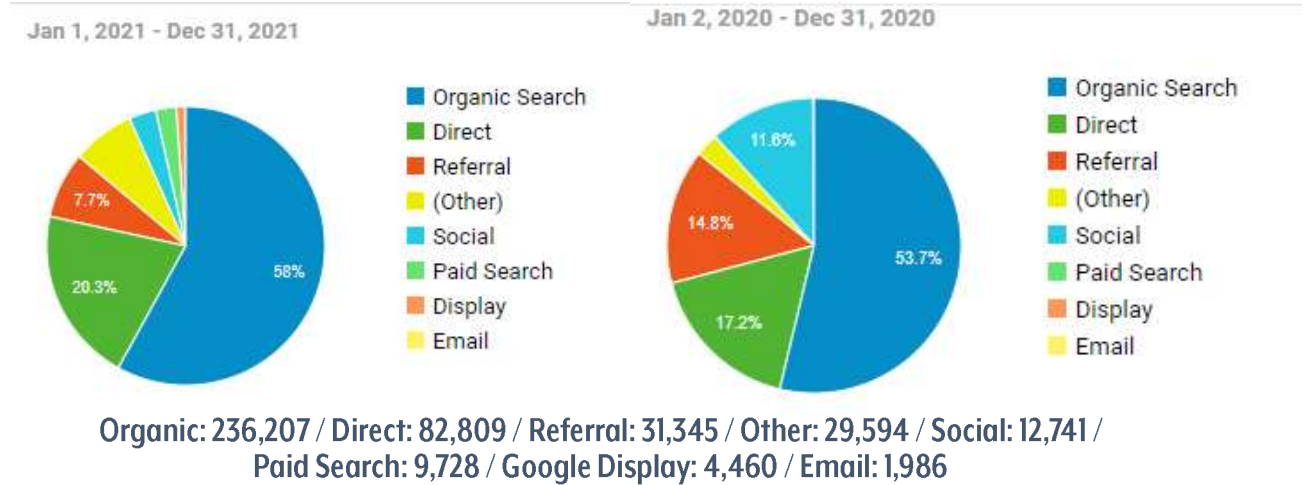 Jan 1, 2021 - Dec 31, 2021
Organic Search
Direct
Referral
(Other)
Social
Paid Search
Display
Email
7.7%
20.3%
58%
Jan 2, 2020 - Dec 31, 2020
Organic Search
Direct
Referral
(Other)
Social
Paid Search
Display
Email
11.6%
14.8%
53.7%
17.2%
Organic: 236,207 / Direct: 82,809 / Referral: 31,345 / Other: 29,594 / Social: 12,741 /
Paid Search: 9,728 / Google Display: 4,460 / Email: 1,986